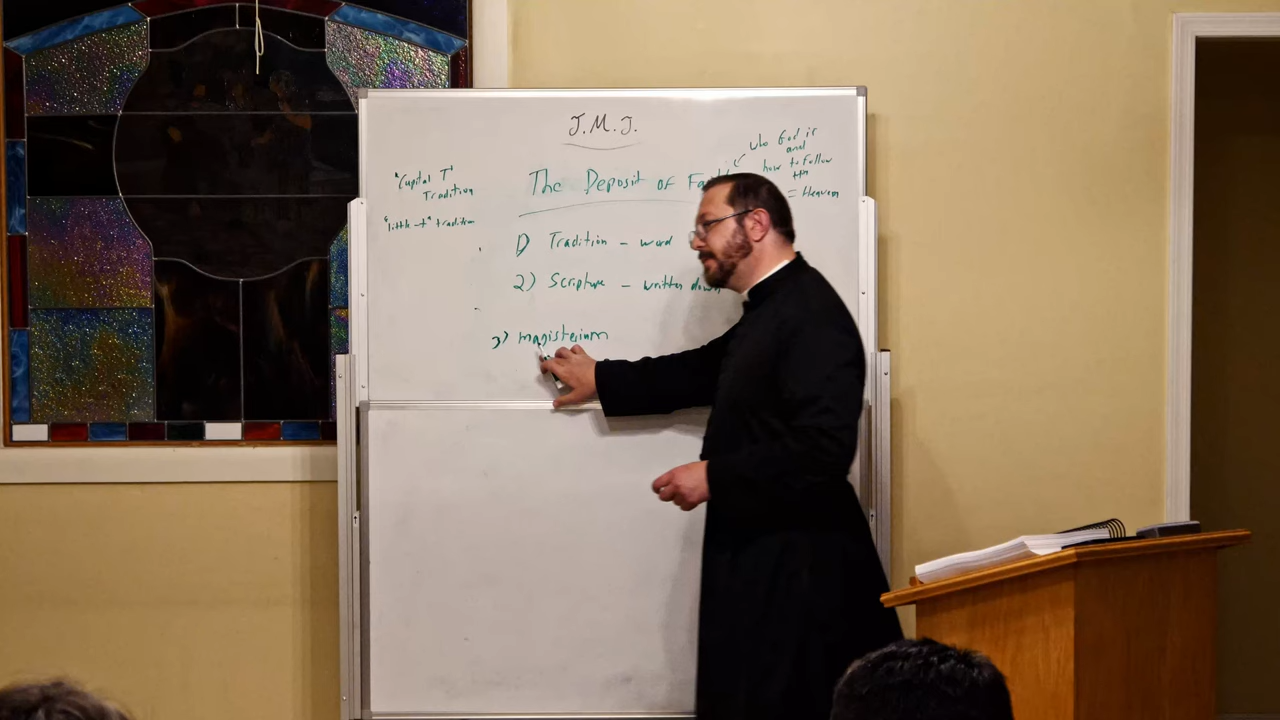 J.M.J.
who God is
and
how to Follow
= Heaven
"Capital T"
Tradition
"little-t" tradition
The Deposit of
1) Tradition - word
2) Scripture - written down
3) magisterium